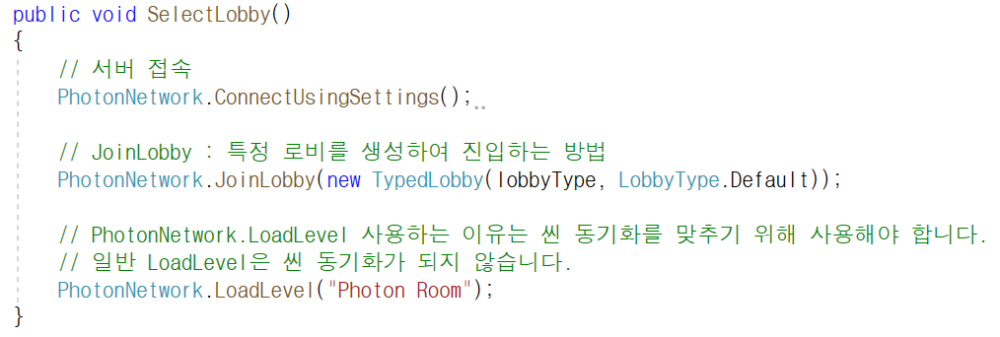 public void SelectLobby()
{
// 서버 접속
PhotonNetwork.ConnectUsingSettings();
// JoinLobby : 특정 로비를 생성하여 진입하는 방법
PhotonNetwork.JoinLobby(new TypedLobby(lobbyType, LobbyType.Default));
// PhotonNetwork.LoadLevel 사용하는 이유는 씬 동기화를 맞추기 위해 사용해야 합니다.
// 일반 LoadLevel은 씬 동기화가 되지 않습니다.
PhotonNetwork.LoadLevel("Photon Room");
}